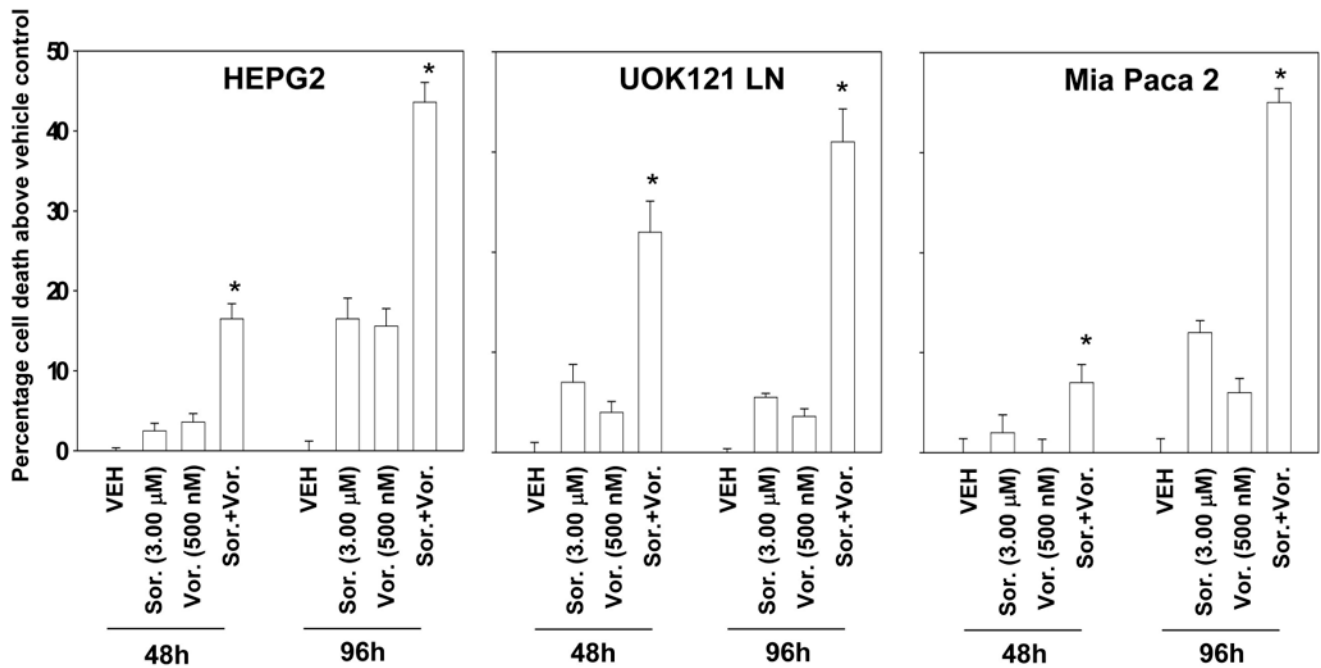 Percentage cell death above vehicle control
50
40
30
20
10
0
HEPG2
*
*
VEH
Sor. (3.00 μM)
Vor. (500 nM)
Sor.+Vor.
VEH
Sor. (3.00 μM)
Vor. (500 nM)
Sor.+Vor.
48h
96h
UOK121 LN
*
*
VEH
Sor. (3.00 μM)
Vor. (500 nM)
Sor.+Vor.
VEH
Sor. (3.00 μM)
Vor. (500 nM)
Sor.+Vor.
48h
96h
Mia Paca 2
*
*
VEH
Sor. (3.00 μM)
Vor. (500 nM)
Sor.+Vor.
VEH
Sor. (3.00 μM)
Vor. (500 nM)
Sor.+Vor.
48h
96h